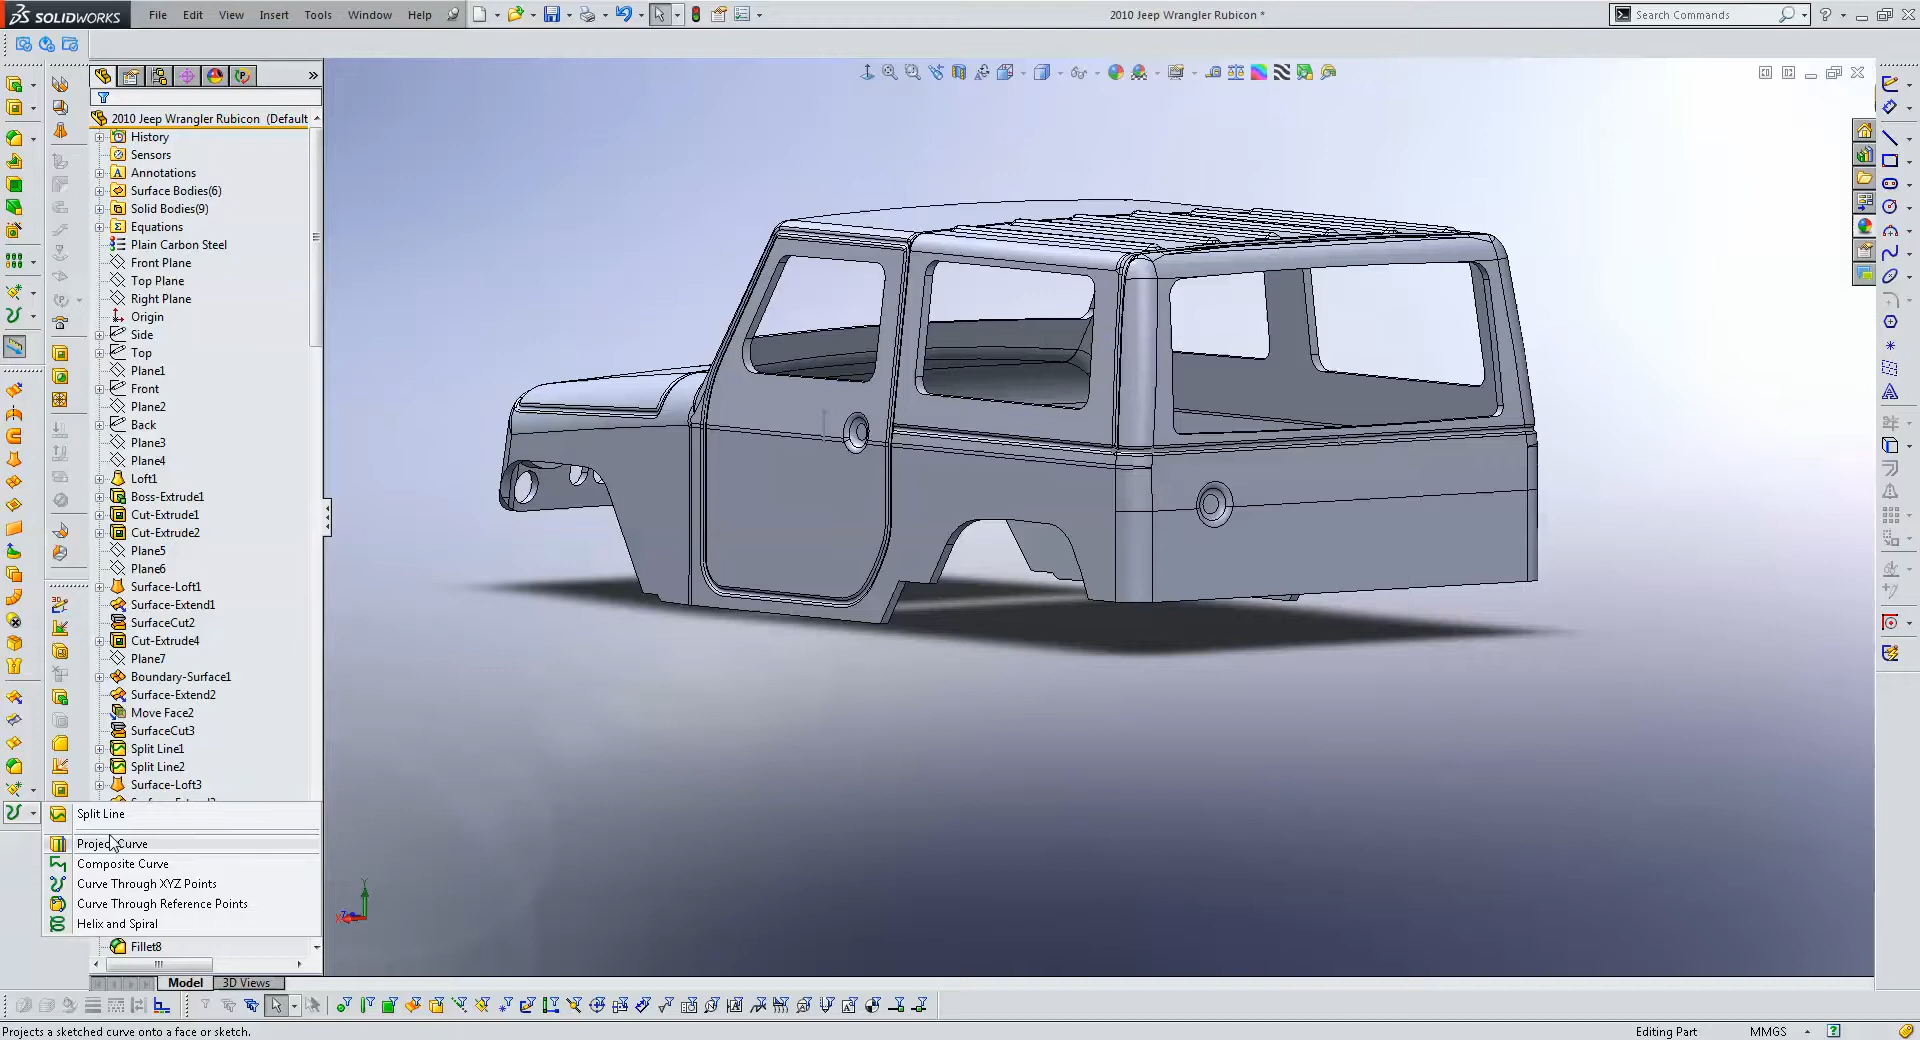 SOLIDWORKS File Edit View Insert Tools Window Help 2010 Jeep Wrangler Rubicon * Search Commands
2010 Jeep Wrangler Rubicon (Default
History
Sensors
Annotations
Surface Bodies(6)
Solid Bodies(9)
Equations
Plain Carbon Steel
Front Plane
Top Plane
Right Plane
Origin
Side
Top
Plane1
Front
Plane2
Back
Plane3
Plane4
Loft1
Boss-Extrude1
Cut-Extrude1
Cut-Extrude2
Plane5
Plane6
Surface-Loft1
Surface-Extend1
SurfaceCut2
Cut-Extrude4
Plane7
Boundary-Surface1
Surface-Extend2
Move Face2
SurfaceCut3
Split Line1
Split Line2
Surface-Loft3
Split Line
Project Curve
Composite Curve
Curve Through XYZ Points
Curve Through Reference Points
Helix and Spiral
Fillet8
Model 3D Views
Projects a sketched curve onto a face or sketch. Editing Part MMGS